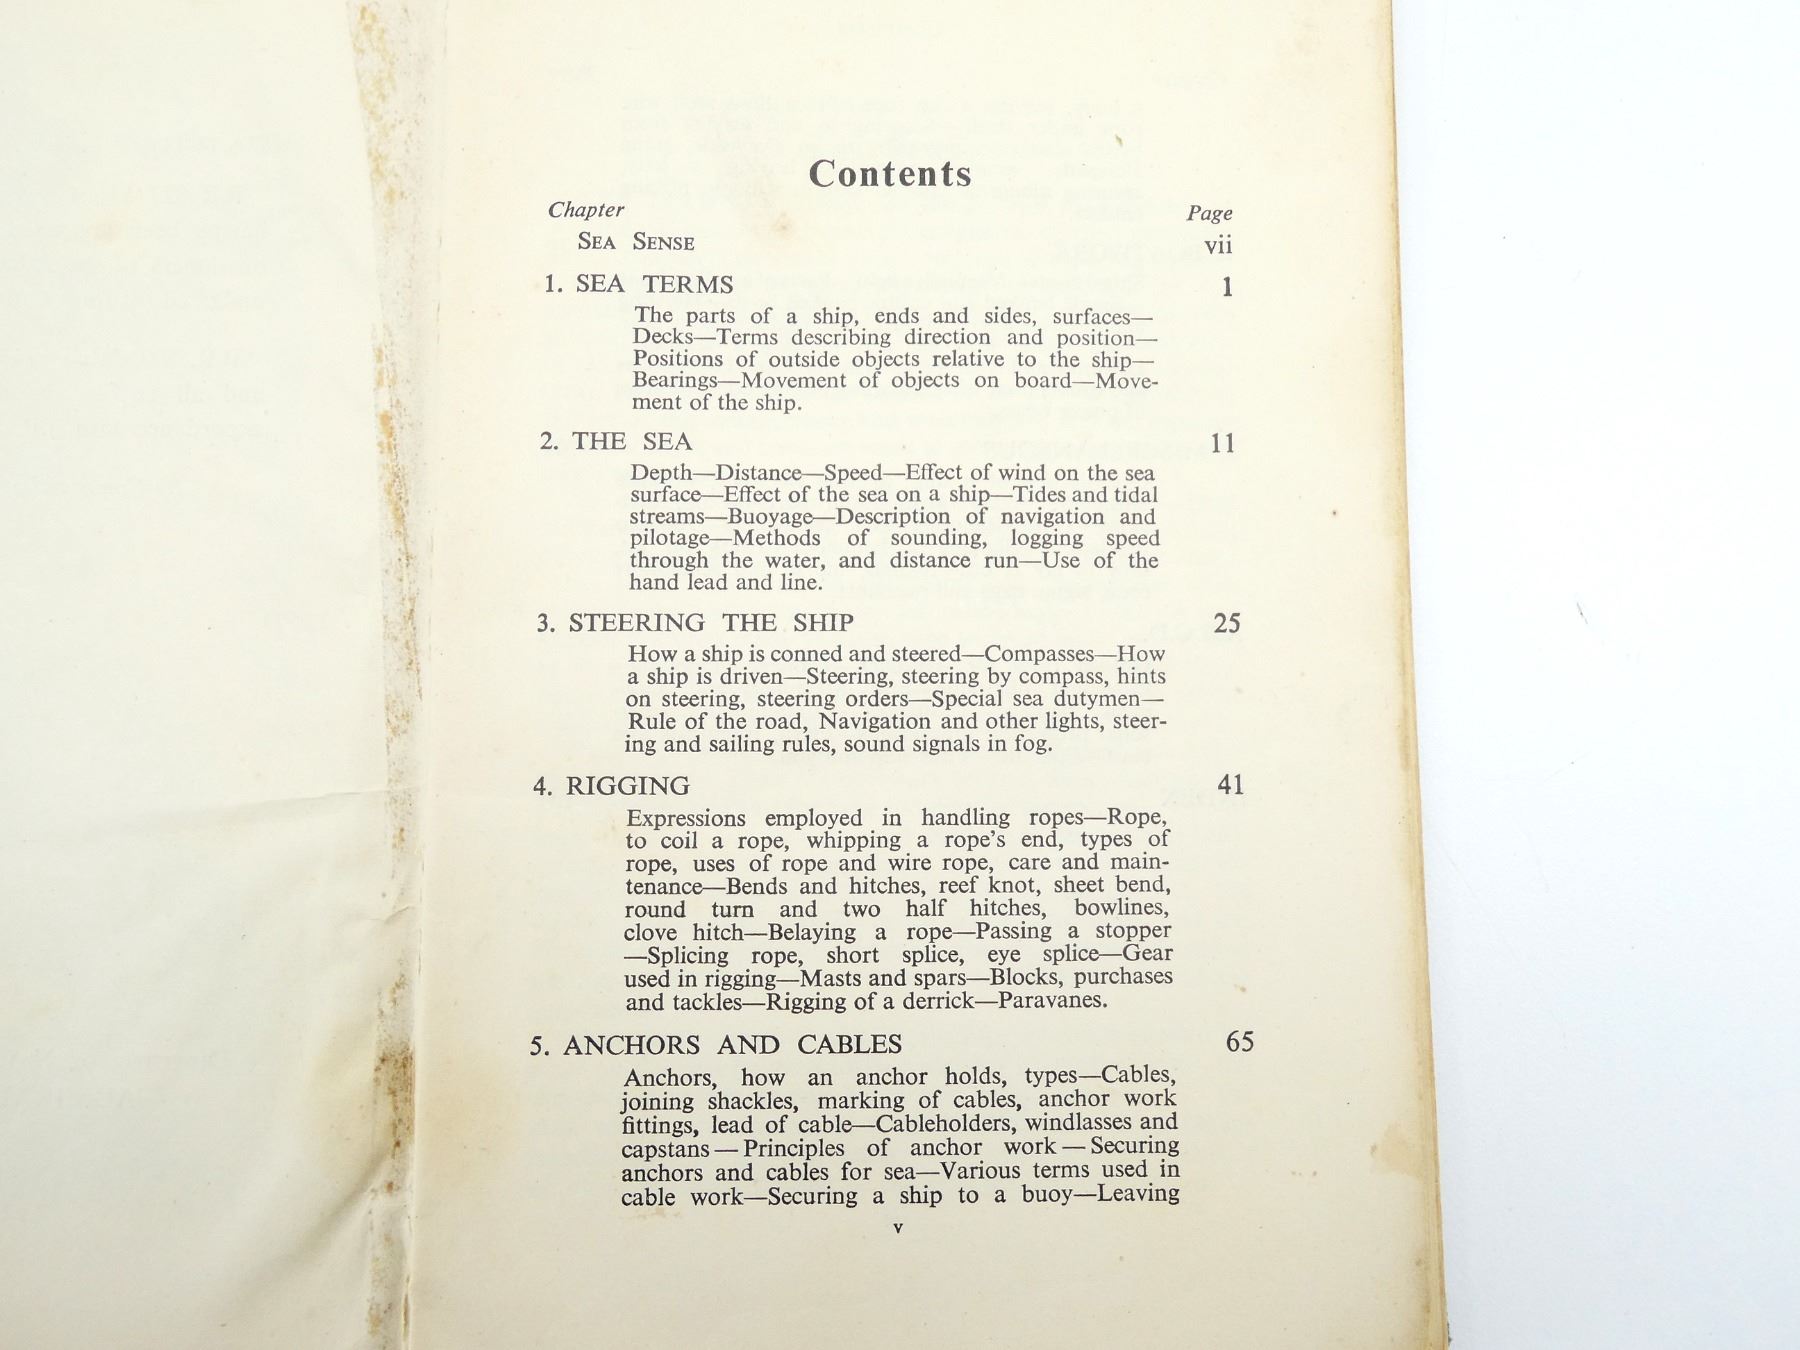 Contents
Chapter Page
SEA SENSE vii
1. SEA TERMS 1
The parts of a ship, ends and sides, surfaces—
Decks—Terms describing direction and position—
Positions of outside objects relative to the ship—
Bearings—Movement of objects on board—Move-
ment of the ship.
2. THE SEA 11
Depth—Distance—Speed—Effect of wind on the sea
surface—Effect of the sea on a ship—Tides and tidal
streams—Buoyage—Description of navigation and
pilotage—Methods of sounding, logging speed
through the water, and distance run—Use of the
hand lead and line.
3. STEERING THE SHIP 25
How a ship is conned and steered—Compasses—How
a ship is driven—Steering, steering by compass, hints
on steering, steering orders—Special sea dutymen—
Rule of the road, Navigation and other lights, steer-
ing and sailing rules, sound signals in fog.
4. RIGGING 41
Expressions employed in handling ropes—Rope,
to coil a rope, whipping a rope's end, types of
rope, uses of rope and wire rope, care and main-
tenance—Bends and hitches, reef knot, sheet bend,
round turn and two half hitches, bowlines,
clove hitch—Belaying a rope—Passing a stopper
—Splicing rope, short splice, eye splice—Gear
used in rigging—Masts and spars—Blocks, purchases
and tackles—Rigging of a derrick—Paravanes.
5. ANCHORS AND CABLES 65
Anchors, how an anchor holds, types—Cables,
joining shackles, marking of cables, anchor work
fittings, lead of cable—Cableholders, windlasses and
capstans—Principles of anchor work—Securing
anchors and cables for sea—Various terms used in
cable work—Securing a ship to a buoy—Leaving
v